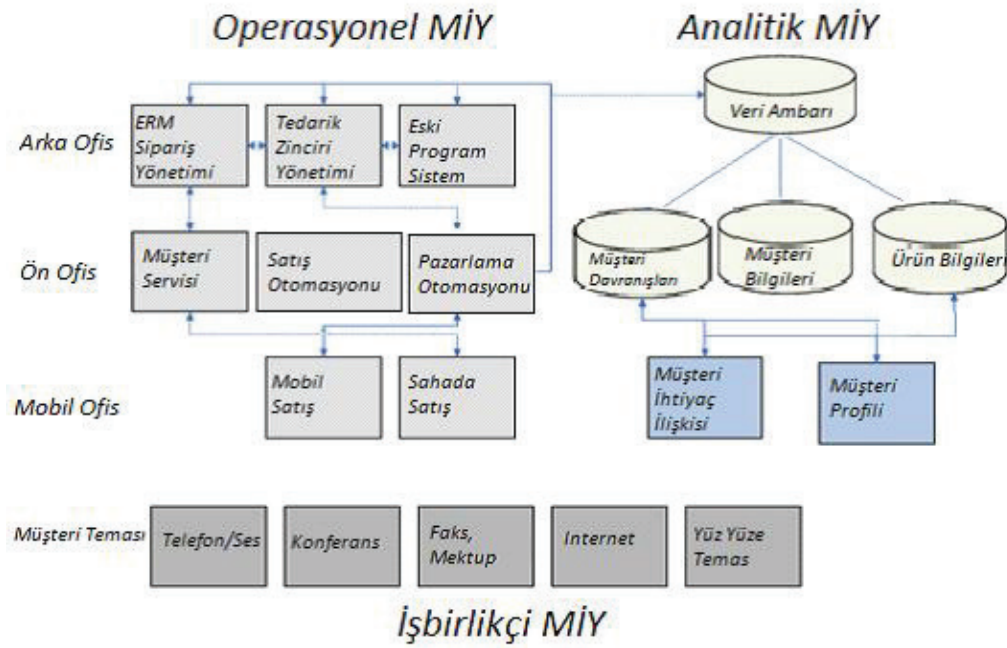 Operasyonel MİY
Analitik MİY
Arka Ofis
ERM
Sipariş
Yönetimi
Tedarik
Zinciri
Yönetimi
Eski
Program
Sistem
Veri Ambarı
Ön Ofis
Müşteri
Servisi
Satış
Otomasyonu
Pazarlama
Otomasyonu
Müşteri
Davranışları
Müşteri
Bilgileri
Ürün Bilgileri
Mobil Ofis
Mobil
Satış
Sahada
Satış
Müşteri
İhtiyaç
İlişkisi
Müşteri
Profili
Müşteri Teması
Telefon/Ses
Konferans
Faks,
Mektup
Internet
Yüz Yüze
Temas
İşbirlikçi MİY